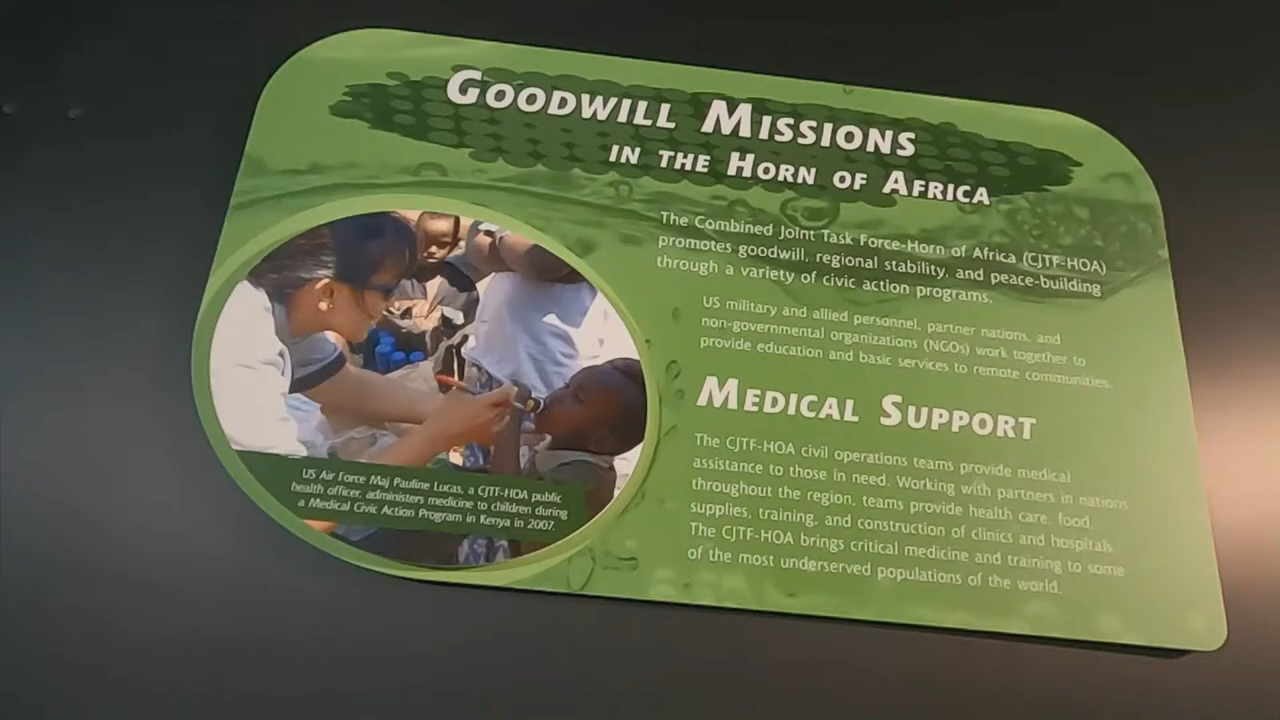 GOODWILL MISSIONS
IN THE HORN OF AFRICA
The Combined Joint Task Force-Horn of Africa (CJTF-HOA)
promotes goodwill, regional stability, and peace-building
through a variety of civic action programs.
US military and allied personnel, partner nations, and
non-governmental organizations (NGOs) work together to
provide education and basic services to remote communities.
MEDICAL SUPPORT
The CJTF-HOA civil operations teams provide medical
assistance to those in need. Working with partners in nations
throughout the region, teams provide health care, food,
supplies, training, and construction of clinics and hospitals.
The CJTF-HOA brings critical medicine and training to some
of the most underserved populations of the world.
US Air Force Maj Pauline Lucas, a CJTF-HOA public
health officer, administers medicine to children during
a Medical Civic Action Program in Kenya in 2007.